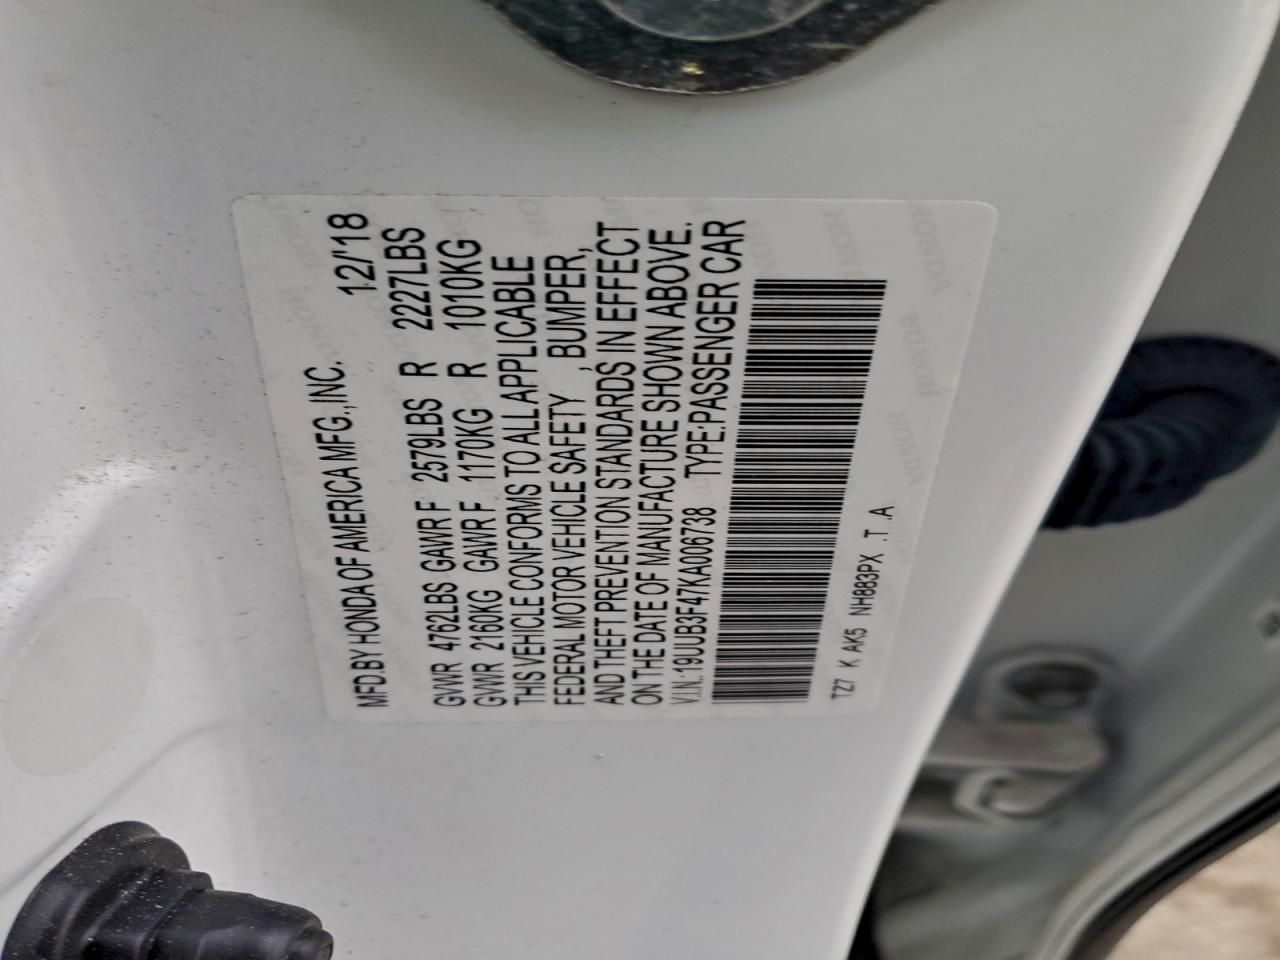 MFD.BY HONDA OF AMERICA MFG.,INC. 12/'18
GVWR 4762LBS GAWR F 2579LBS R 2227LBS
GVWR 2160KG GAWR F 1170KG R 1010KG
THIS VEHICLE CONFORMS TO ALL APPLICABLE
FEDERAL MOTOR VEHICLE SAFETY , BUMPER,
AND THEFT PREVENTION STANDARDS IN EFFECT
ON THE DATE OF MANUFACTURE SHOWN ABOVE.
V.I.N.:19UUB3F47KA006738 TYPE:PASSENGER CAR
TZ7 K AK5 NH883PX .T .A